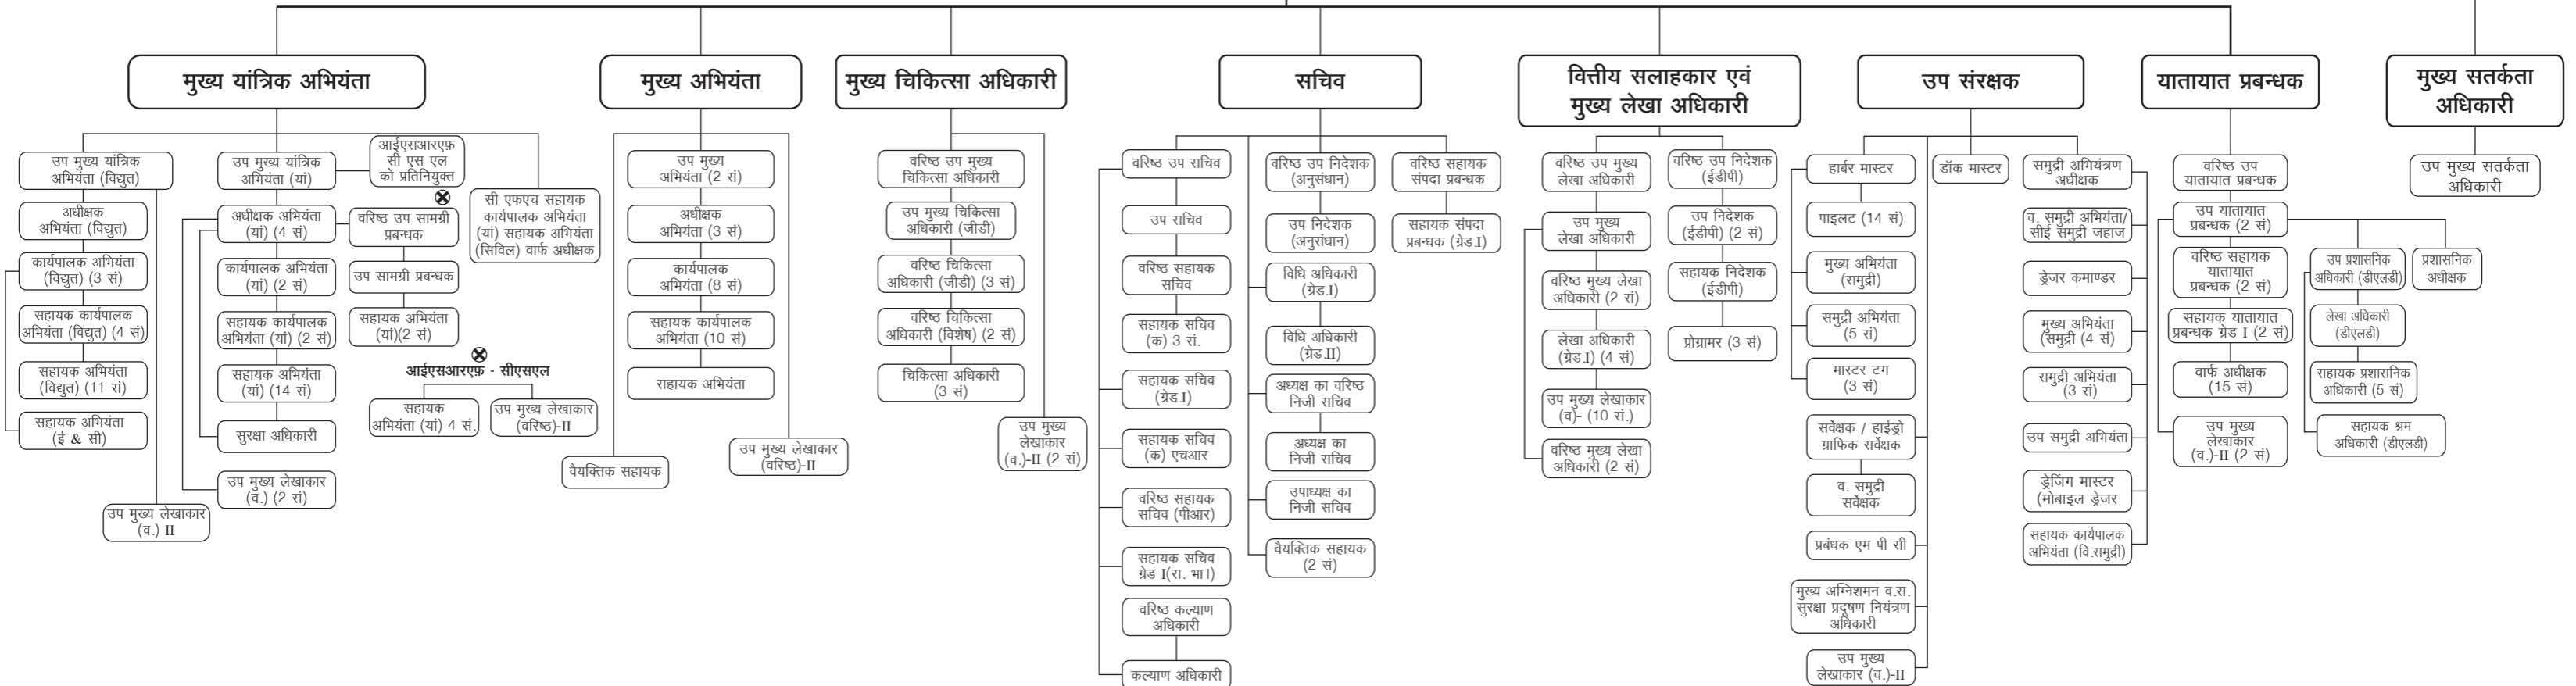 मुख्य यांत्रिक अभियंता
उप मुख्य यांत्रिक
अभियंता (विद्युत)
अधीक्षक
अभियंता (विद्युत)
कार्यपालक अभियंता
(विद्युत) (3 सं)
सहायक कार्यपालक
अभियंता (विद्युत) (4 सं)
सहायक अभियंता
(विद्युत) (11 सं)
सहायक अभियंता
(ई & सी)
उप मुख्य लेखाकार
(व.) II
उप मुख्य यांत्रिक
अभियंता (यां)
अधीक्षक अभियंता
(यां) (4 सं)
कार्यपालक अभियंता
(यां) (2 सं)
सहायक कार्यपालक
अभियंता (यां) (2 सं)
सहायक अभियंता
(यां) (14 सं)
सुरक्षा अधिकारी
उप मुख्य लेखाकार
(व.) (2 सं)
आईएसआरएफ़
सी एस एल
को प्रतिनियुक्त
वरिष्ठ उप सामग्री
प्रबन्धक
उप सामग्री प्रबन्धक
सहायक अभियंता
(यां)(2 सं)
सी एफएच सहायक
कार्यपालक अभियंता
(यां) सहायक अभियंता
(सिविल) वार्फ अधीक्षक
आईएसआरएफ़ - सीएसएल
सहायक
अभियंता (यां) 4 सं.
उप मुख्य लेखाकार
(वरिष्ठ)-II
मुख्य अभियंता
उप मुख्य
अभियंता (2 सं)
अधीक्षक
अभियंता (3 सं)
कार्यपालक
अभियंता (8 सं)
सहायक कार्यपालक
अभियंता (10 सं)
सहायक अभियंता
वैयक्तिक सहायक
उप मुख्य लेखाकार
(वरिष्ठ)-II
मुख्य चिकित्सा अधिकारी
वरिष्ठ उप मुख्य
चिकित्सा अधिकारी
उप मुख्य चिकित्सा
अधिकारी (जीडी)
वरिष्ठ चिकित्सा
अधिकारी (जीडी) (3 सं)
वरिष्ठ चिकित्सा
अधिकारी (विशेष) (2 सं)
चिकित्सा अधिकारी
(3 सं)
उप मुख्य
लेखाकार
(व.)-II (2 सं)
सचिव
वरिष्ठ उप सचिव
उप सचिव
वरिष्ठ सहायक
सचिव
सहायक सचिव
(क) 3 सं.
सहायक सचिव
(ग्रेड.I)
सहायक सचिव
(क) एचआर
वरिष्ठ सहायक
सचिव (पीआर)
सहायक सचिव
ग्रेड I(रा. भा।)
वरिष्ठ कल्याण
अधिकारी
कल्याण अधिकारी
वरिष्ठ उप निदेशक
(अनुसंधान)
उप निदेशक
(अनुसंधान)
विधि अधिकारी
(ग्रेड.I)
विधि अधिकारी
(ग्रेड.II)
अध्यक्ष का वरिष्ठ
निजी सचिव
अध्यक्ष का
निजी सचिव
उपाध्यक्ष का
निजी सचिव
वैयक्तिक सहायक
(2 सं)
वरिष्ठ सहायक
संपदा प्रबन्धक
सहायक संपदा
प्रबन्धक (ग्रेड.I)
वित्तीय सलाहकार एवं
मुख्य लेखा अधिकारी
वरिष्ठ उप मुख्य
लेखा अधिकारी
उप मुख्य
लेखा अधिकारी
वरिष्ठ मुख्य लेखा
अधिकारी (2 सं)
लेखा अधिकारी
(ग्रेड.I) (4 सं)
उप मुख्य लेखाकार
(व)- (10 सं.)
वरिष्ठ मुख्य लेखा
अधिकारी (2 सं)
वरिष्ठ उप निदेशक
(ईडीपी)
उप निदेशक
(ईडीपी) (2 सं)
सहायक निदेशक
(ईडीपी)
प्रोग्रामर (3 सं)
उप संरक्षक
हार्बर मास्टर
पाइलट (14 सं)
मुख्य अभियंता
(समुद्री)
समुद्री अभियंता
(5 सं)
मास्टर टग
(3 सं)
सर्वेक्षक / हाईड्रो
ग्राफिक सर्वेक्षक
व. समुद्री
सर्वेक्षक
प्रबंधक एम पी सी
मुख्य अग्निशमन व.स.
सुरक्षा प्रदूषण नियंत्रण
अधिकारी
उप मुख्य
लेखाकार (व.)-II
डॉक मास्टर
समुद्री अभियंत्रण
अधीक्षक
व. समुद्री अभियंता/
सीई समुद्री जहाज
ड्रेजर कमाण्डर
मुख्य अभियंता
(समुद्री (4 सं)
समुद्री अभियंता
(3 सं)
उप समुद्री अभियंता
ड्रेजिंग मास्टर
(मोबाइल ड्रेजर
सहायक कार्यपालक
अभियंता (वि.समुद्री)
यातायात प्रबन्धक
वरिष्ठ उप
यातायात प्रबन्धक
उप यातायात
प्रबन्धक (2 सं)
वरिष्ठ सहायक
यातायात
प्रबन्धक (2 सं)
सहायक यातायात
प्रबन्धक ग्रेड I (2 सं)
वार्फ अधीक्षक
(15 सं)
उप मुख्य
लेखाकार
(व.)-II (2 सं)
उप प्रशासनिक
अधिकारी (डीएलडी)
लेखा अधिकारी
(डीएलडी)
सहायक प्रशासनिक
अधिकारी (5 सं)
सहायक श्रम
अधिकारी (डीएलडी)
प्रशासनिक
अधीक्षक
मुख्य सतर्कता
अधिकारी
उप मुख्य सतर्कता
अधिकारी